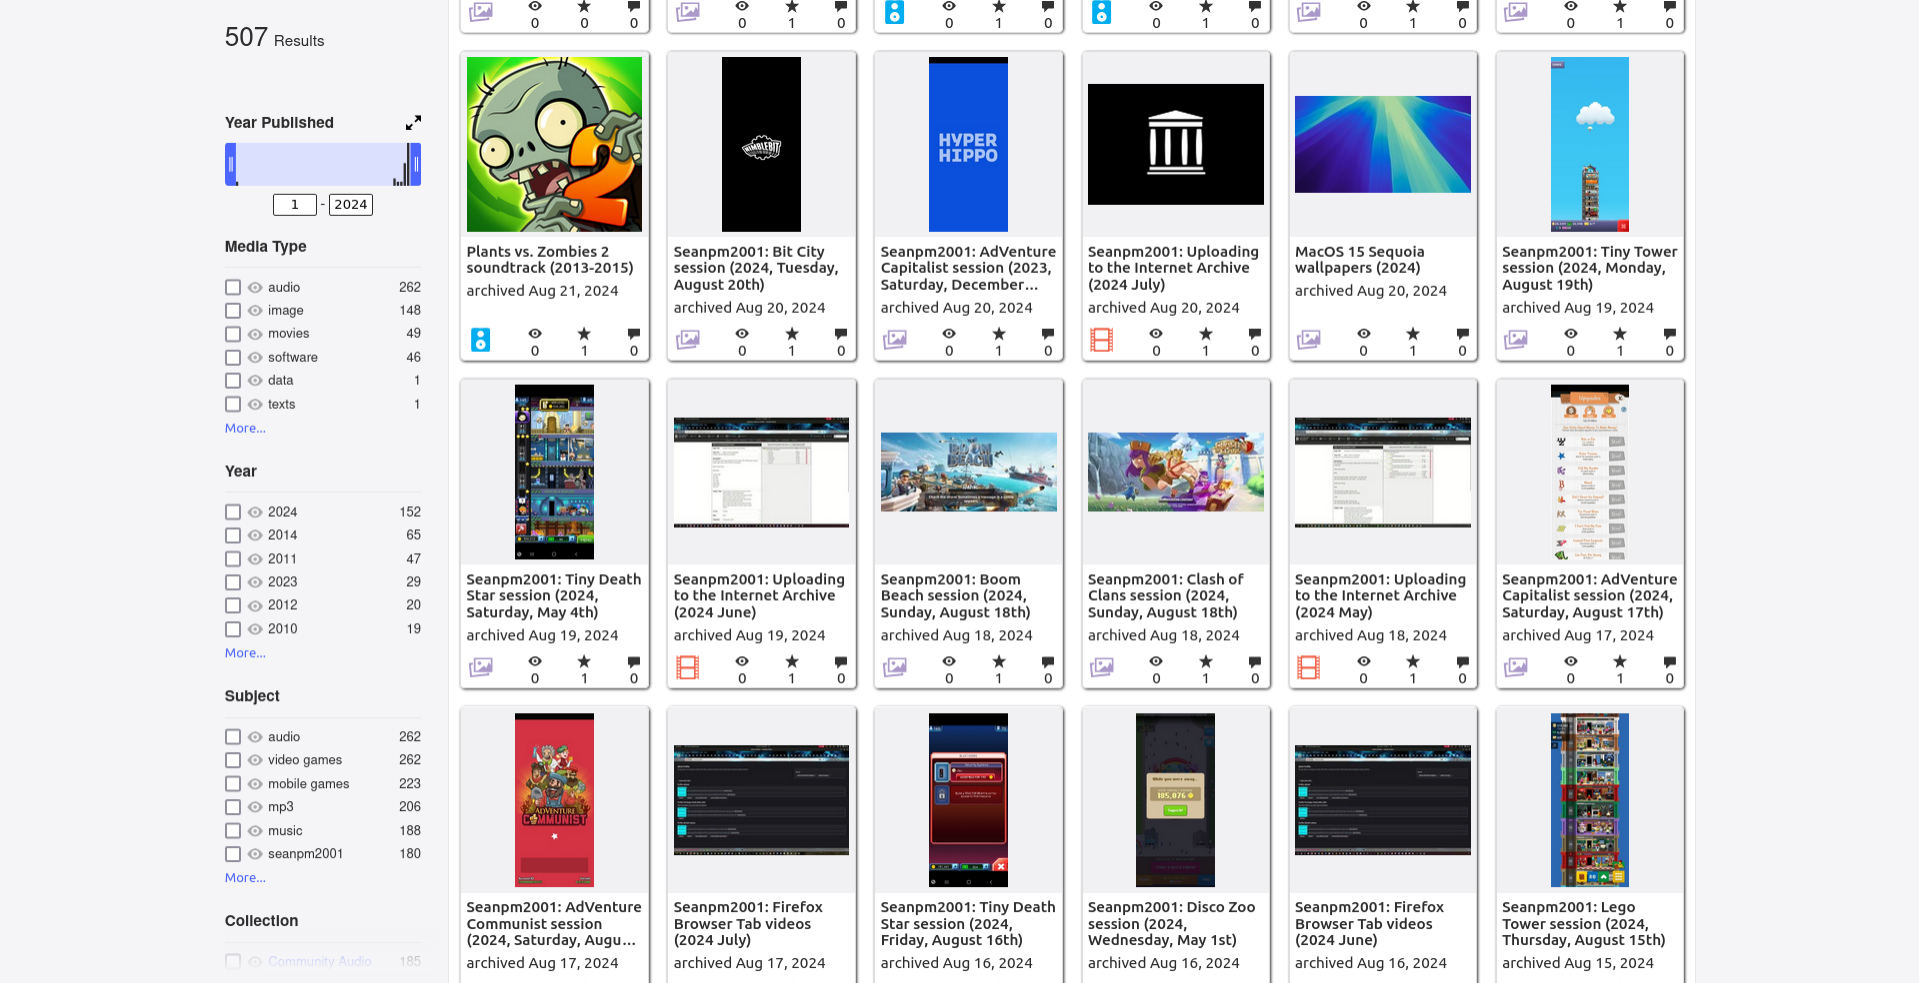 507 Results
Year Published
1 - 2024
Media Type
audio 262
image 148
movies 49
software 46
data 1
texts 1
More...
Year
2024 152
2014 65
2011 47
2023 29
2012 20
2010 19
More...
Subject
audio 262
video games 262
mobile games 223
mp3 206
music 188
seanpm2001 180
More...
Collection
Community Audio 185
0 0 0
0 1 0
0 1 0
0 1 0
0 1 0
0 1 0
2
Plants vs. Zombies 2
soundtrack (2013-2015)
archived Aug 21, 2024
0 1 0
NIMBLEBIT
Seanpm2001: Bit City
session (2024, Tuesday,
August 20th)
archived Aug 20, 2024
0 1 0
HYPER
HIPPO
Seanpm2001: AdVenture
Capitalist session (2023,
Saturday, December...
archived Aug 20, 2024
0 1 0
Seanpm2001: Uploading
to the Internet Archive
(2024 July)
archived Aug 20, 2024
0 1 0
MacOS 15 Sequoia
wallpapers (2024)
archived Aug 20, 2024
0 1 0
Seanpm2001: Tiny Tower
session (2024, Monday,
August 19th)
archived Aug 19, 2024
0 1 0
Seanpm2001: Tiny Death
Star session (2024,
Saturday, May 4th)
archived Aug 19, 2024
0 1 0
Seanpm2001: Uploading
to the Internet Archive
(2024 June)
archived Aug 19, 2024
0 1 0
BOOM
BEACH
Seanpm2001: Boom
Beach session (2024,
Sunday, August 18th)
archived Aug 18, 2024
0 1 0
Seanpm2001: Clash of
Clans session (2024,
Sunday, August 18th)
archived Aug 18, 2024
0 1 0
Seanpm2001: Uploading
to the Internet Archive
(2024 May)
archived Aug 18, 2024
0 1 0
Upgrades
Seanpm2001: AdVenture
Capitalist session (2024,
Saturday, August 17th)
archived Aug 17, 2024
0 1 0
ADVENTURE
COMMUNIST
Seanpm2001: AdVenture
Communist session
(2024, Saturday, Augu...
archived Aug 17, 2024
Seanpm2001: Firefox
Browser Tab videos
(2024 July)
archived Aug 17, 2024
Seanpm2001: Tiny Death
Star session (2024,
Friday, August 16th)
archived Aug 16, 2024
While you were away...
105,076
Seanpm2001: Disco Zoo
session (2024,
Wednesday, May 1st)
archived Aug 16, 2024
Seanpm2001: Firefox
Browser Tab videos
(2024 June)
archived Aug 16, 2024
Seanpm2001: Lego
Tower session (2024,
Thursday, August 15th)
archived Aug 15, 2024